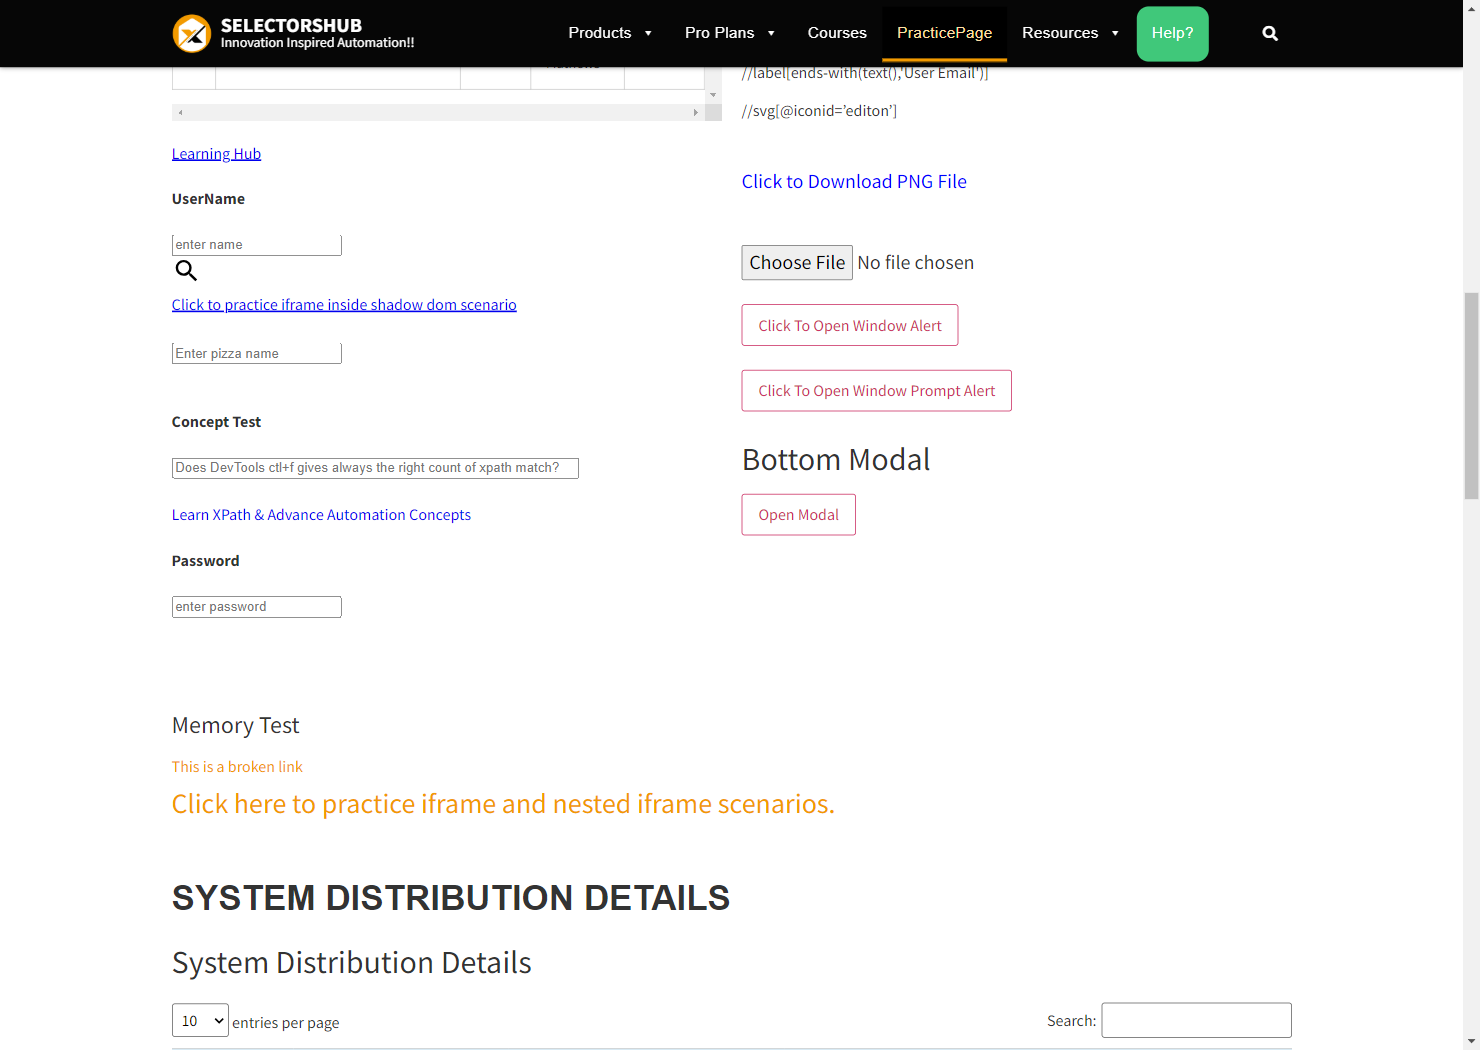 SELECTORSHUB
Innovation Inspired Automation!!
Products
Pro Plans
Courses
PracticePage
Resources
Help?
//label[ends-with(text(),'User Email')]
//svg[@iconid=’editon’]
Learning Hub
Click to Download PNG File
UserName
enter name
Choose File No file chosen
Click to practice iframe inside shadow dom scenario
Click To Open Window Alert
Enter pizza name
Click To Open Window Prompt Alert
Concept Test
Bottom Modal
Does DevTools ctl+f gives always the right count of xpath match?
Learn XPath & Advance Automation Concepts
Open Modal
Password
enter password
Memory Test
This is a broken link
Click here to practice iframe and nested iframe scenarios.
SYSTEM DISTRIBUTION DETAILS
System Distribution Details
10 entries per page
Search: